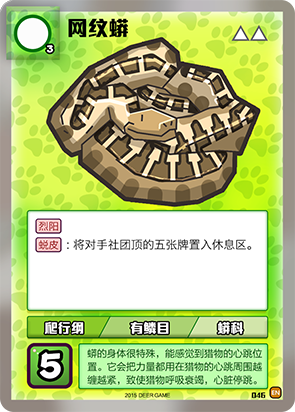 网纹蟒
3
烈阳
蜕皮：将对手社团顶的五张牌置入休息区。
爬行纲 有鳞目 蟒科
5
蟒的身体很特殊，能感觉到猎物的心跳位
置。它会把力量都用在猎物的心跳周围越
缠越紧，致使猎物呼吸衰竭，心脏停跳。
2015 DEER GAME
046 EN